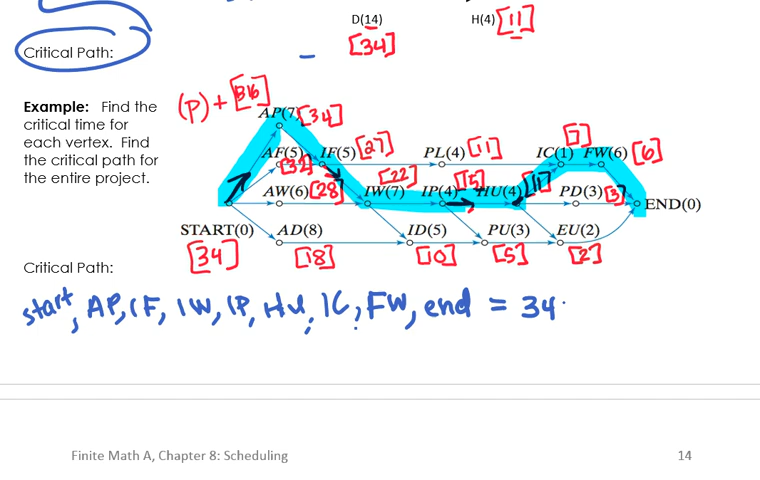 D(14)
H(4) [11]
[34]
Critical Path:
Example: Find the
critical time for
each vertex. Find
the critical path for
the entire project.
(P) + [36]
AP(7) [34]
AF(5) [32] IF(5) [27] PL(4) [11] IC(1) [7] FW(6) [6]
AW(6) [28] IW(7) [22] IP(4) [15] HU(4) [11] PD(3) [3] END(0)
START(0) AD(8) ID(5) PU(3) EU(2)
[34] [18] [10] [5] [2]
Critical Path:
start, AP, IF, IW, IP, HU, IC, FW, end = 34.
Finite Math A, Chapter 8: Scheduling 14